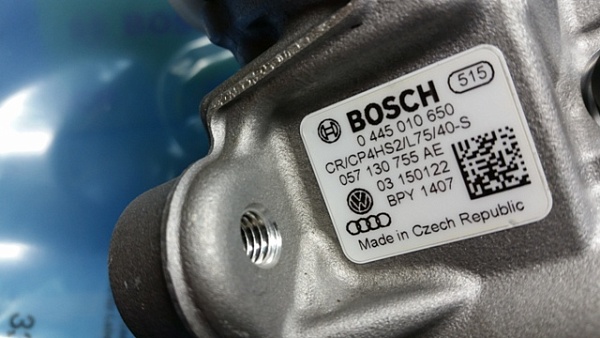 515
BOSCH
0 445 010 650
CR/CP4HS2/L75/40-S
057 130 755 AE
03 150122
BPY 1407
Made in Czech Republic